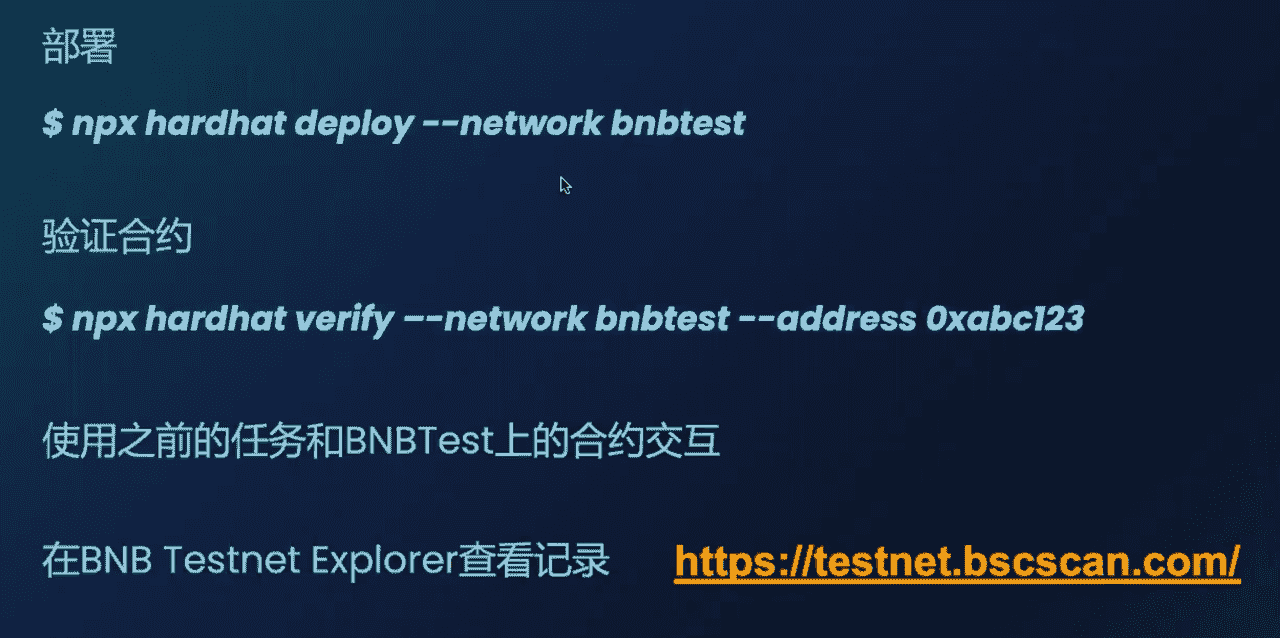 部署
$ npx hardhat deploy --network bnbtest
验证合约
$ npx hardhat verify –-network bnbtest --address 0xabc123
使用之前的任务和BNBTest上的合约交互
在BNB Testnet Explorer查看记录 https://testnet.bscscan.com/